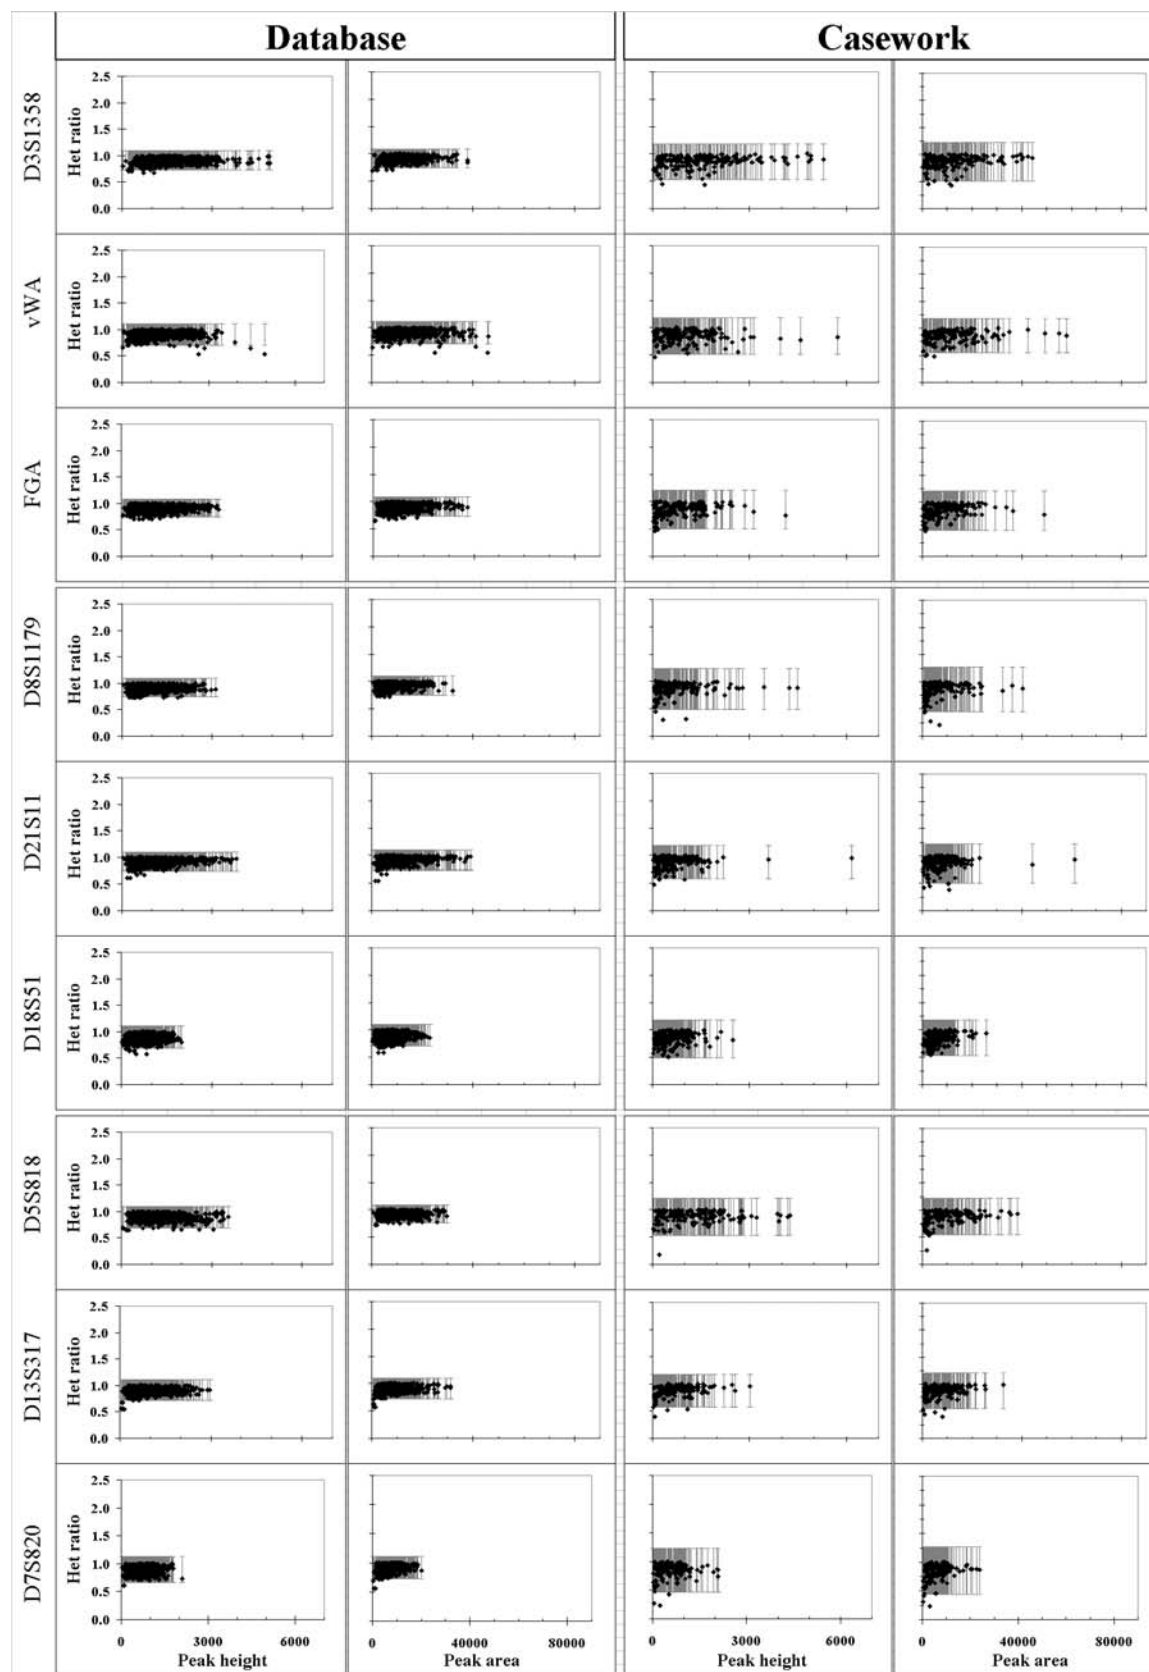 Database Casework
D3S1358
Het ratio
2.5
2.0
1.5
1.0
0.5
0.0
vWA
Het ratio
2.5
2.0
1.5
1.0
0.5
0.0
FGA
Het ratio
2.5
2.0
1.5
1.0
0.5
0.0
D8S1179
Het ratio
2.5
2.0
1.5
1.0
0.5
0.0
D21S11
Het ratio
2.5
2.0
1.5
1.0
0.5
0.0
D18S51
Het ratio
2.5
2.0
1.5
1.0
0.5
0.0
D5S818
Het ratio
2.5
2.0
1.5
1.0
0.5
0.0
D13S317
Het ratio
2.5
2.0
1.5
1.0
0.5
0.0
D7S820
Het ratio
2.5
2.0
1.5
1.0
0.5
0.0
0 3000 6000 0 40000 80000 0 3000 6000 0 40000 80000
Peak height Peak area Peak height Peak area